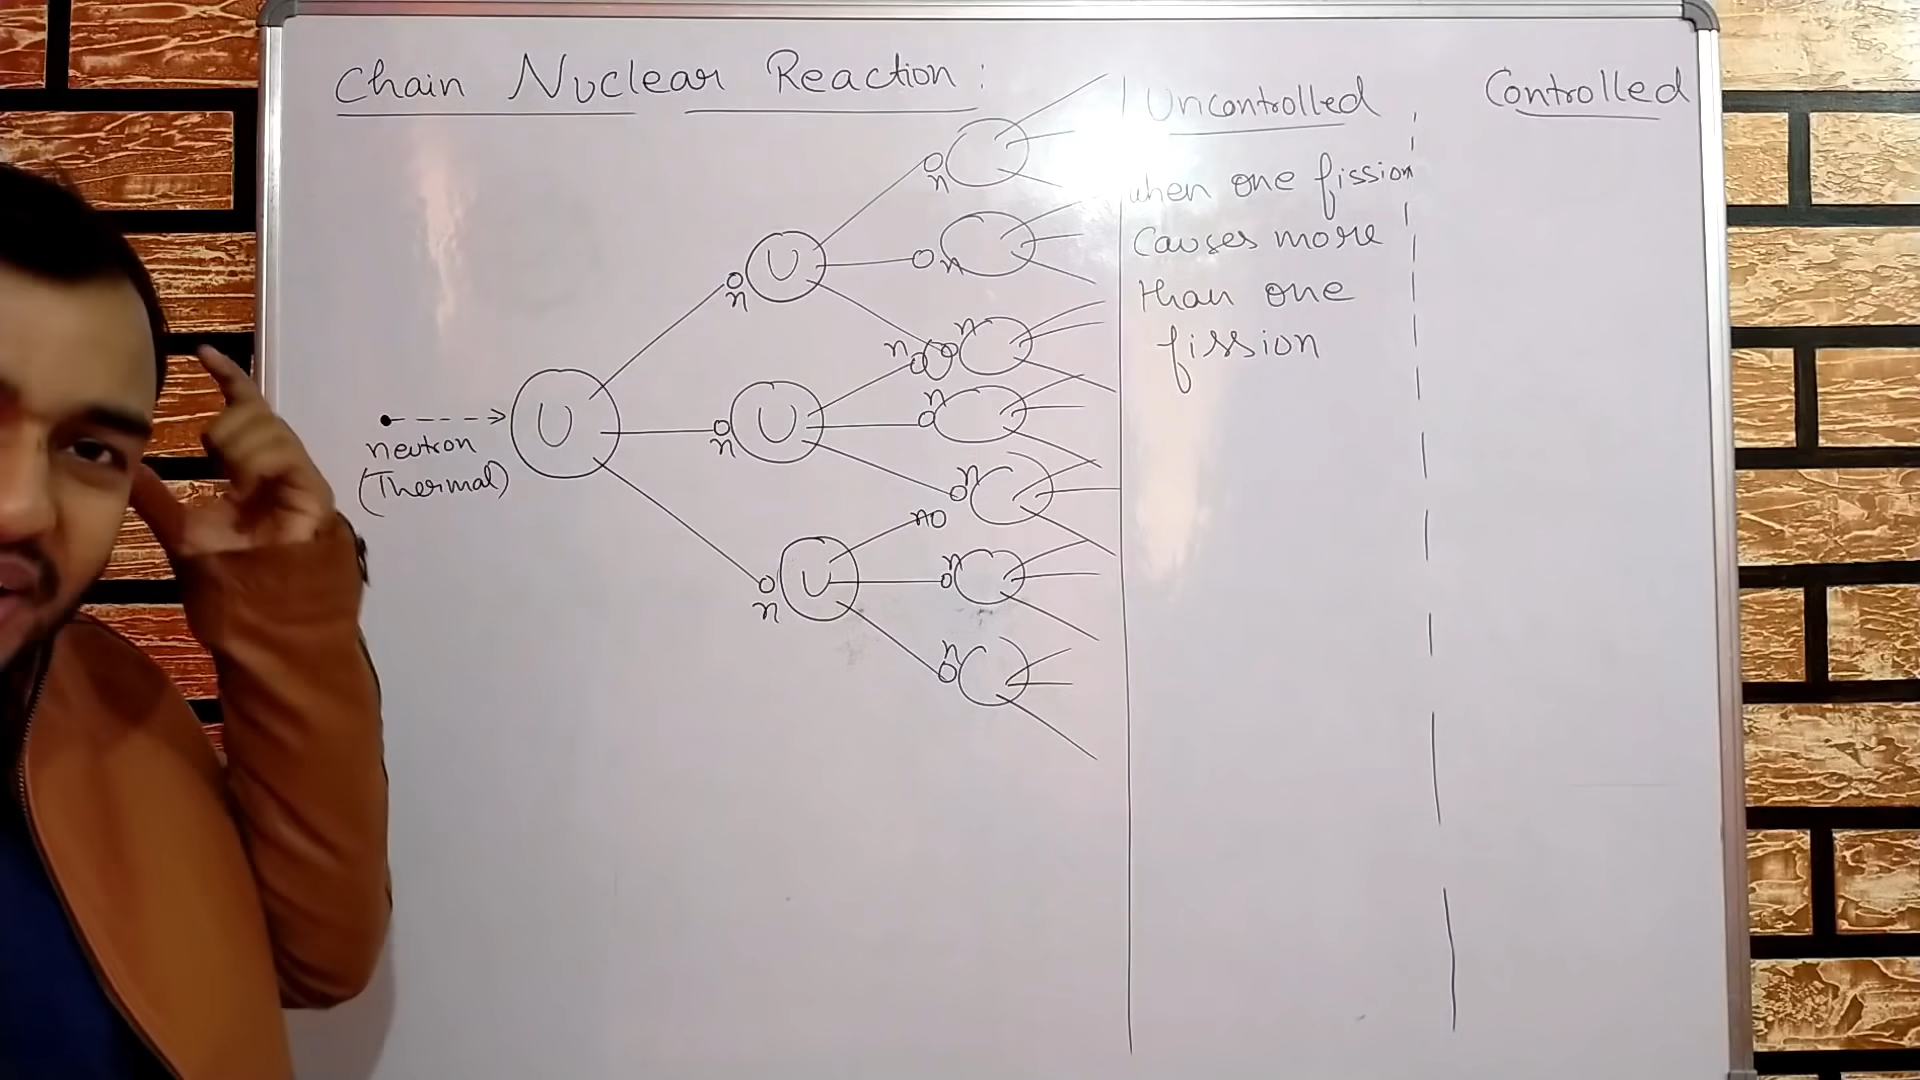 Chain Nuclear Reaction :
Uncontrolled
Controlled
when one fission
causes more
than one
fission
neutron
(Thermal)
U
U
U
U
n
n
n
n
n
n
n
n
n
n
n
n